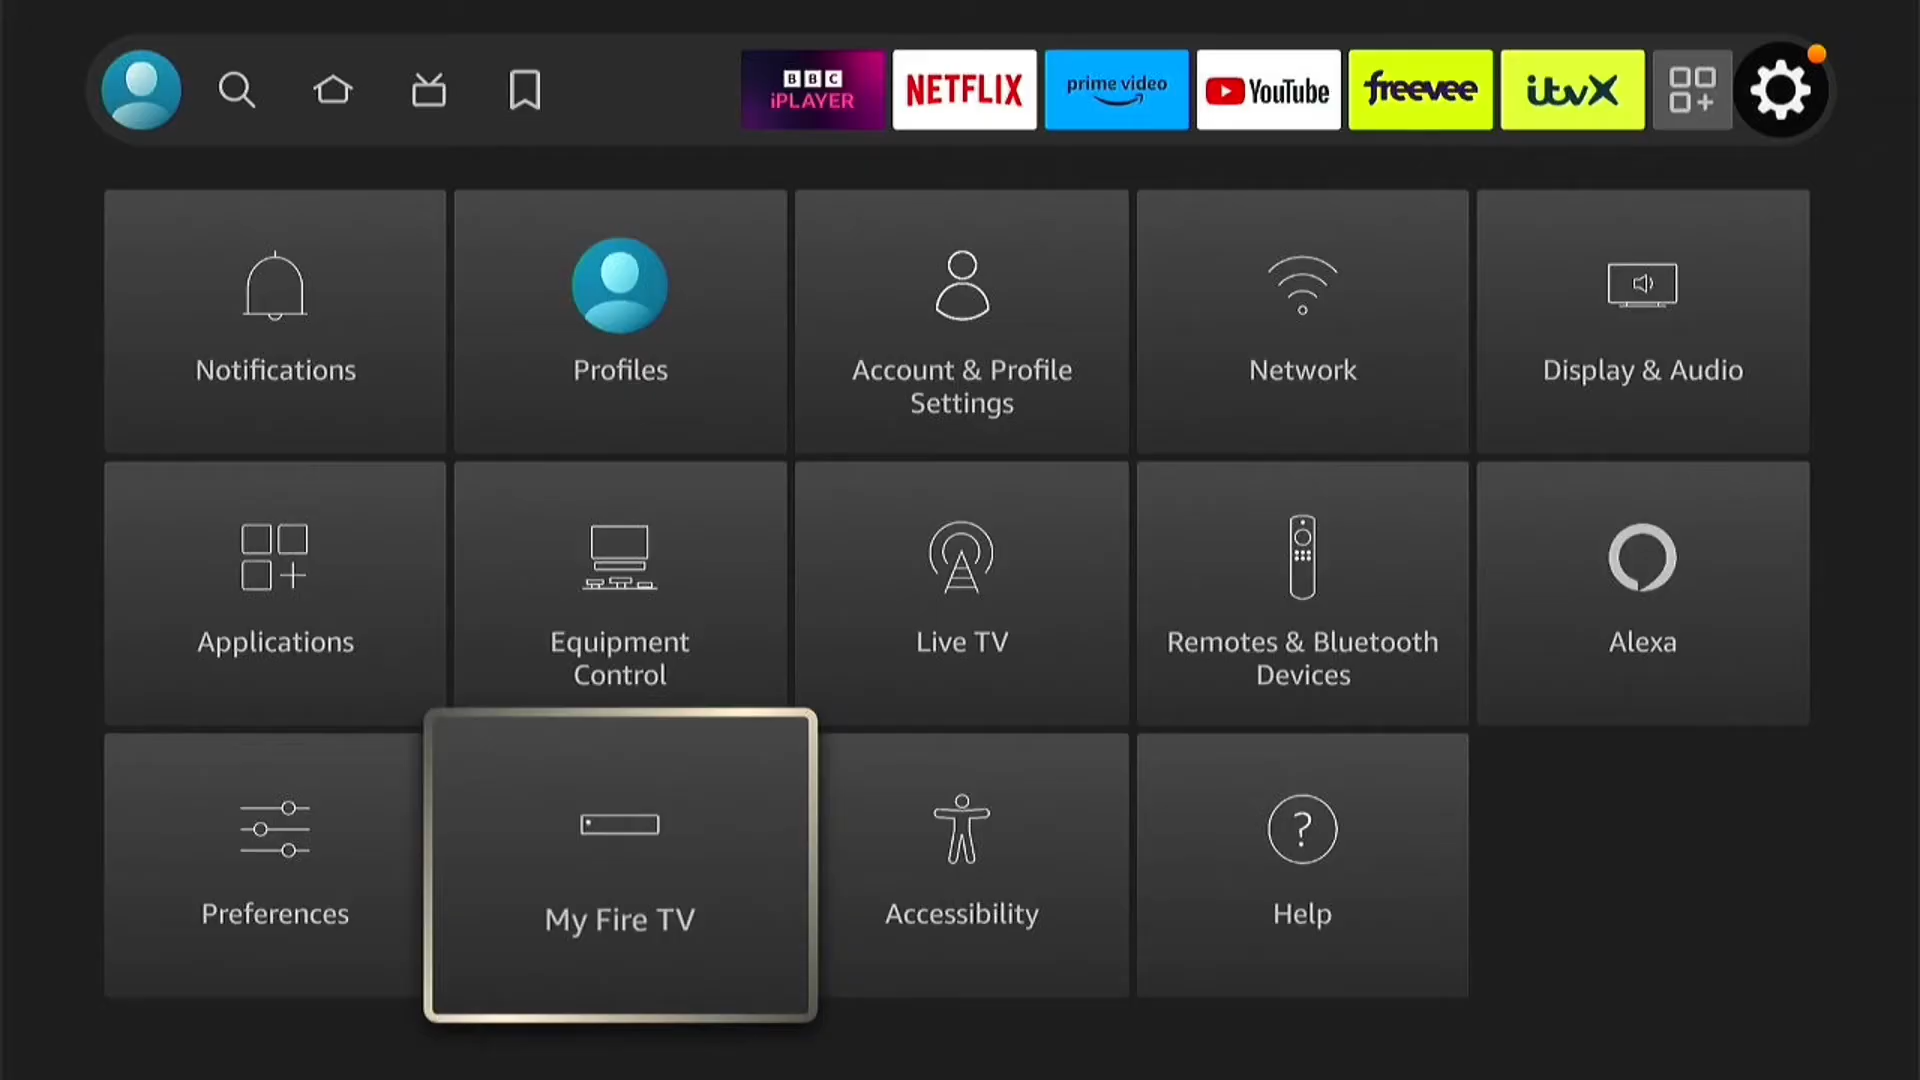 BBC
iPLAYER
NETFLIX
prime video
YouTube
freevee
itvX
Notifications
Profiles
Account & Profile
Settings
Network
Display & Audio
Applications
Equipment
Control
Live TV
Remotes & Bluetooth
Devices
Alexa
Preferences
My Fire TV
Accessibility
?
Help